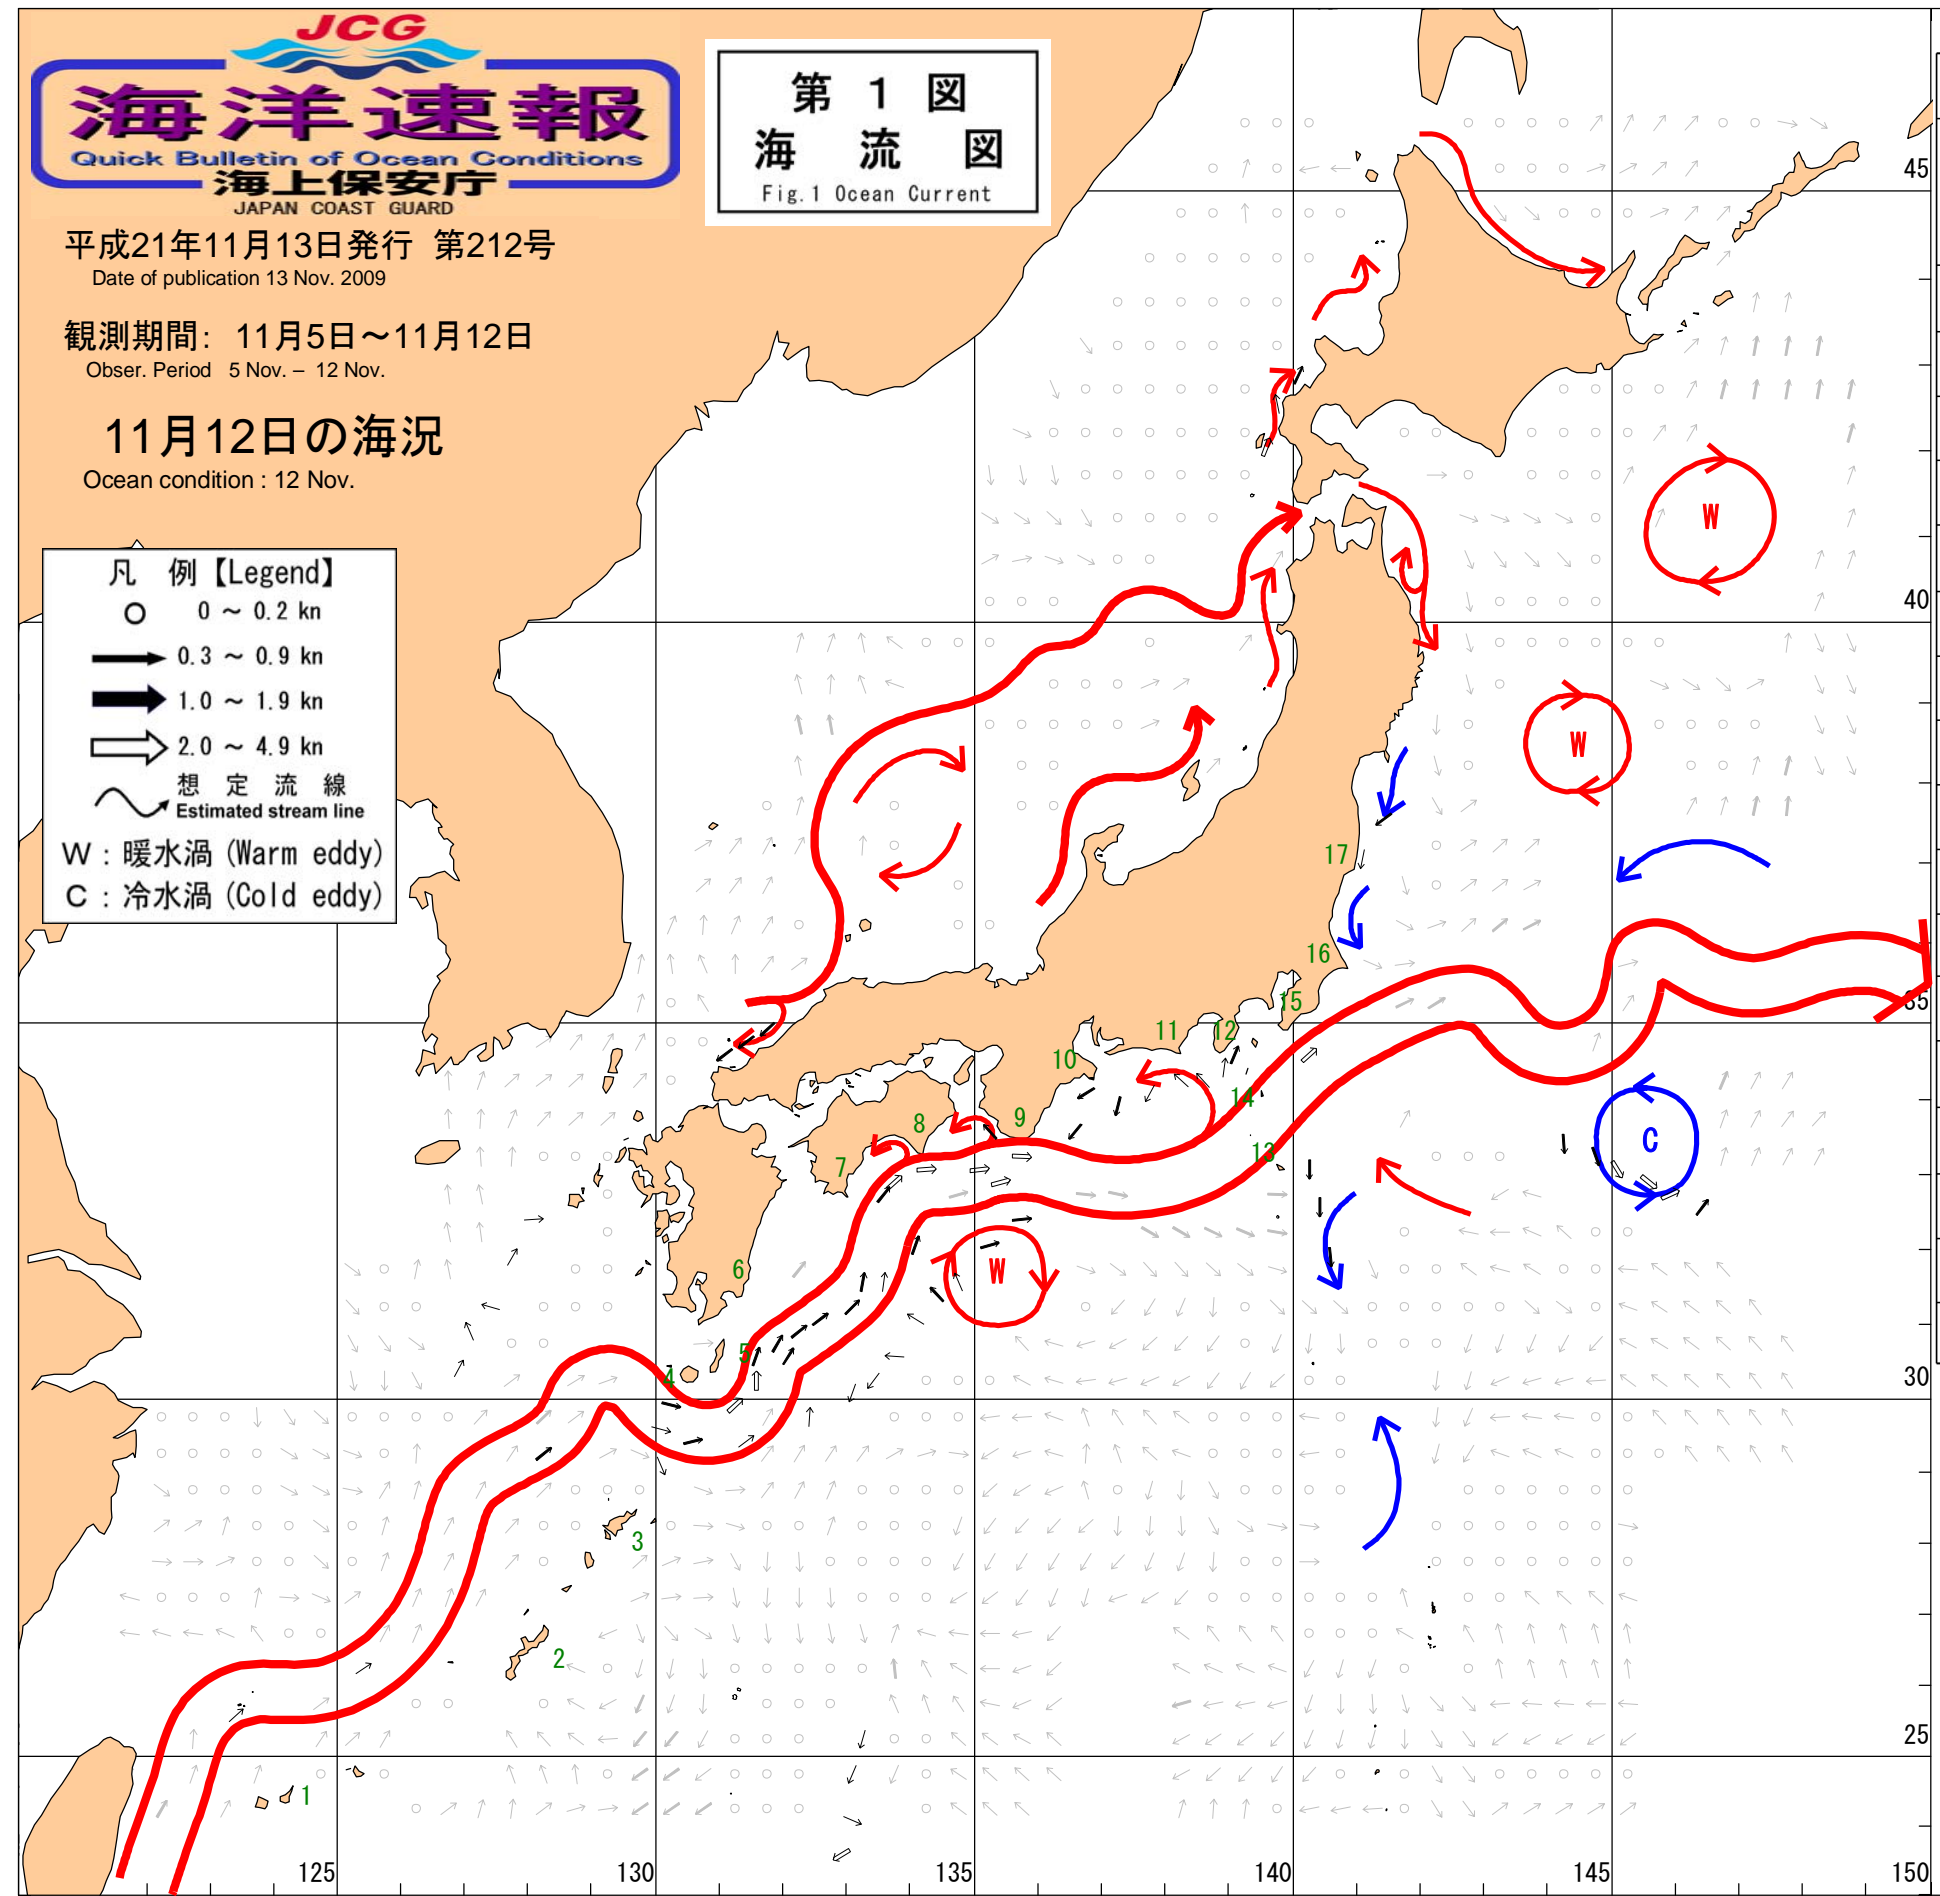 JCG
海洋速報
Quick Bulletin of Ocean Conditions
海上保安庁
JAPAN COAST GUARD
第 1 図
海 流 図
Fig.1 Ocean Current
平成21年11月13日発行 第212号
Date of publication 13 Nov. 2009
観測期間: 11月5日~11月12日
Obser. Period 5 Nov. – 12 Nov.
11月12日の海況
Ocean condition : 12 Nov.
凡 例【Legend】
0 ~ 0.2 kn
0.3 ~ 0.9 kn
1.0 ~ 1.9 kn
2.0 ~ 4.9 kn
想 定 流 線
Estimated stream line
W : 暖水渦 (Warm eddy)
C : 冷水渦 (Cold eddy)
45
W
40
W
17
16
15
35
11
12
10
14
9
8
13
C
7
6
W
5
4
30
3
2
25
1
125
130
135
140
145
150